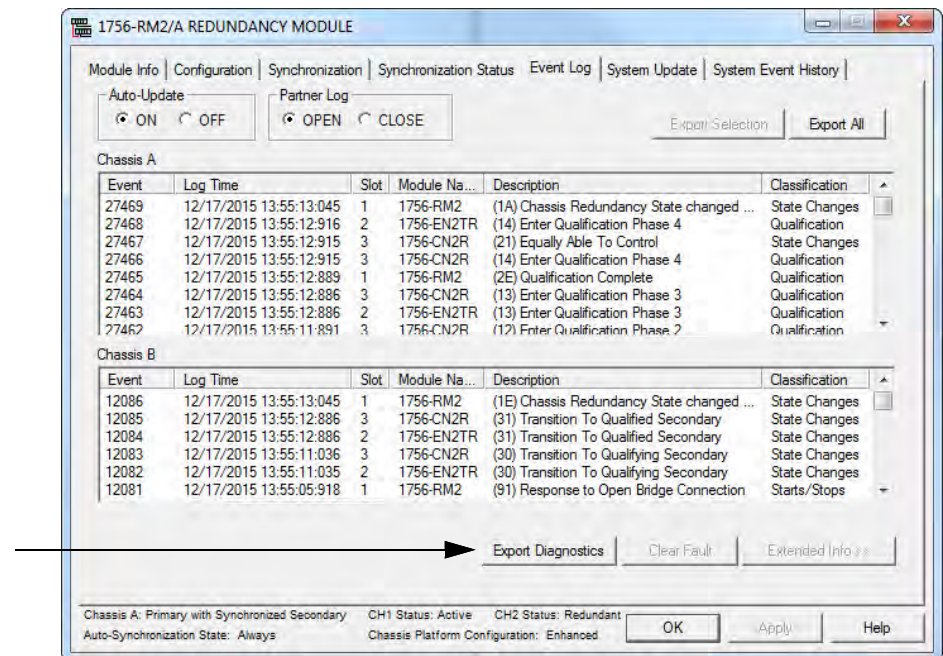 1756-RM2/A REDUNDANCY MODULE
Module Info Configuration Synchronization Synchronization Status Event Log System Update System Event History
Auto-Update Partner Log
ON OFF OPEN CLOSE Export Selection Export All
Chassis A
Event Log Time Slot Module Na... Description Classification
27469 12/17/2015 13:55:13:045 1 1756-RM2 (1A) Chassis Redundancy State changed ... State Changes
27468 12/17/2015 13:55:12:916 2 1756-EN2TR (14) Enter Qualification Phase 4 Qualification
27467 12/17/2015 13:55:12:915 3 1756-CN2R (21) Equally Able To Control State Changes
27466 12/17/2015 13:55:12:915 3 1756-CN2R (14) Enter Qualification Phase 4 Qualification
27465 12/17/2015 13:55:12:889 1 1756-RM2 (2E) Qualification Complete Qualification
27464 12/17/2015 13:55:12:886 3 1756-CN2R (13) Enter Qualification Phase 3 Qualification
27463 12/17/2015 13:55:12:886 2 1756-EN2TR (13) Enter Qualification Phase 3 Qualification
27462 12/17/2015 13:55:11:891 3 1756-CN2R (12) Enter Qualification Phase 2 Qualification
Chassis B
Event Log Time Slot Module Na... Description Classification
12086 12/17/2015 13:55:13:045 1 1756-RM2 (1E) Chassis Redundancy State changed ... State Changes
12085 12/17/2015 13:55:12:886 3 1756-CN2R (31) Transition To Qualified Secondary State Changes
12084 12/17/2015 13:55:12:886 2 1756-EN2TR (31) Transition To Qualified Secondary State Changes
12083 12/17/2015 13:55:11:036 3 1756-CN2R (30) Transition To Qualifying Secondary State Changes
12082 12/17/2015 13:55:11:035 2 1756-EN2TR (30) Transition To Qualifying Secondary State Changes
12081 12/17/2015 13:55:05:918 1 1756-RM2 (91) Response to Open Bridge Connection Starts/Stops
Export Diagnostics Clear Fault Extended Info >>
Chassis A: Primary with Synchronized Secondary CH1 Status: Active CH2 Status: Redundant
Auto-Synchronization State: Always Chassis Platform Configuration: Enhanced
OK Apply Help